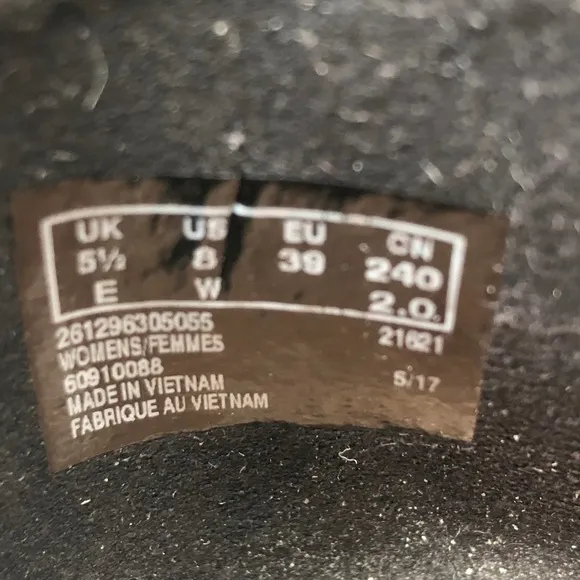 UK US EU CN
5½ 8 39 240
E W 2.0
261296305055 21621
WOMENS/FEMMES
60910088 5/17
MADE IN VIETNAM
FABRIQUE AU VIETNAM